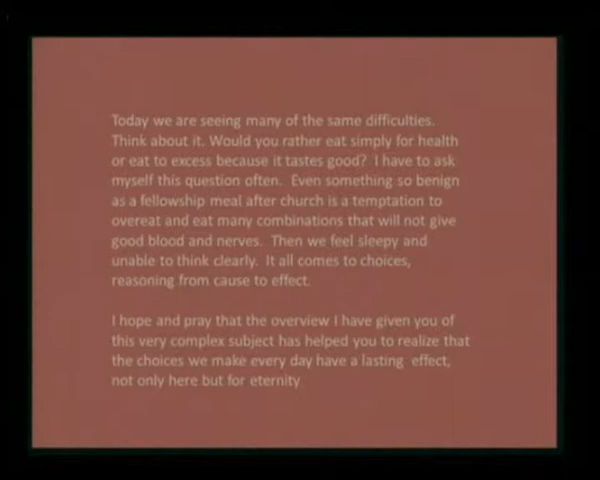 Today we are seeing many of the same difficulties.
Think about it. Would you rather eat simply for health
or eat to excess because it tastes good? I have to ask
myself this question often. Even something so benign
as a fellowship meal after church is a temptation to
overeat and eat many combinations that will not give
good blood and nerves. Then we feel sleepy and
unable to think clearly. It all comes to choices,
reasoning from cause to effect.
I hope and pray that the overview I have given you of
this very complex subject has helped you to realize that
the choices we make every day have a lasting effect,
not only here but for eternity